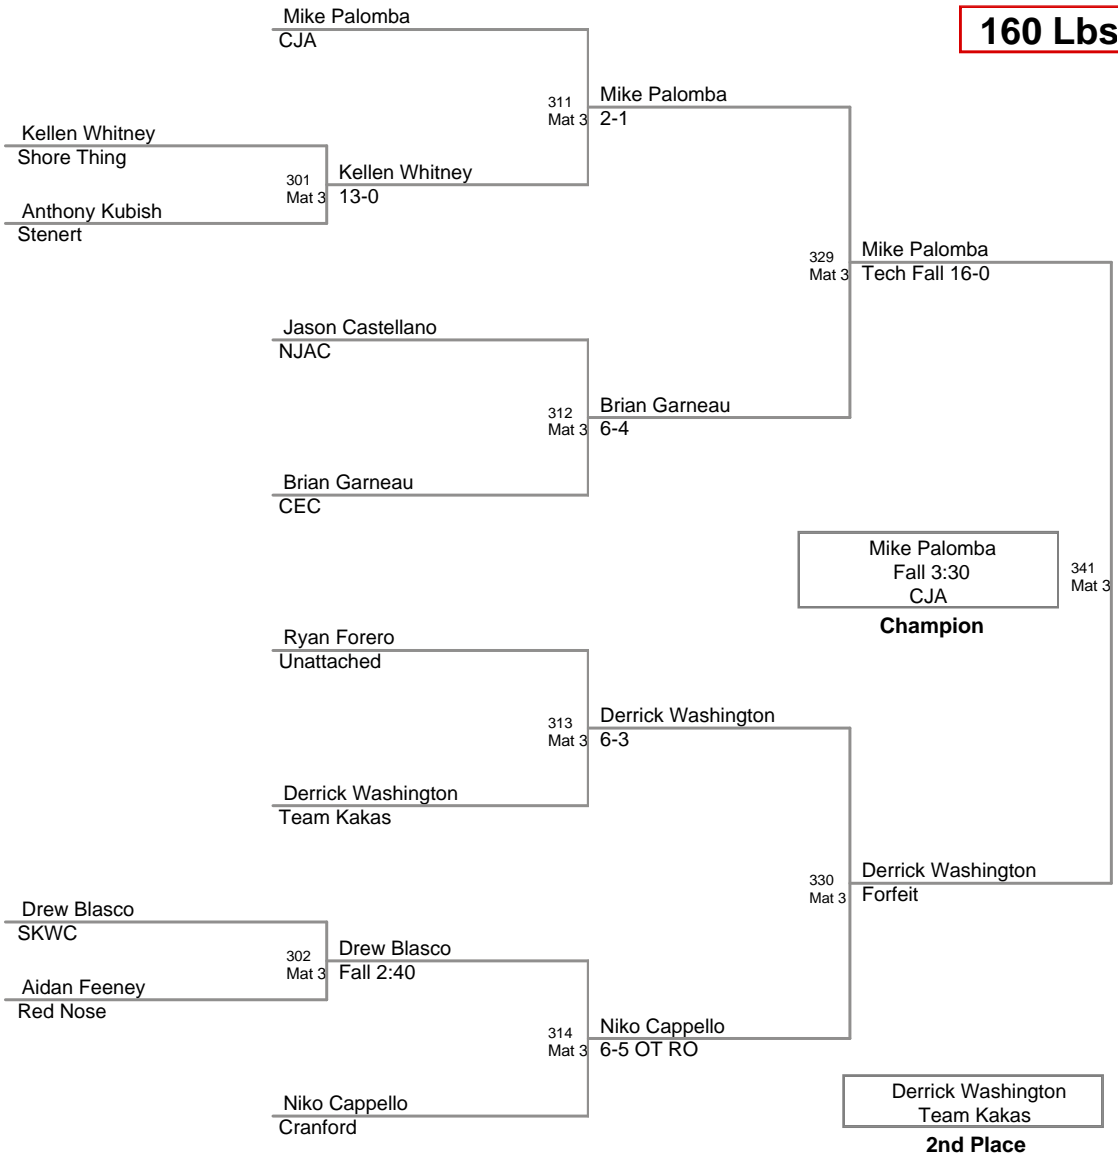 Mike Palomba
CJA
160 Lbs
311
Mat 3
Mike Palomba
2-1
Kellen Whitney
Shore Thing
301
Mat 3
Kellen Whitney
13-0
Anthony Kubish
Stenert
329
Mat 3
Mike Palomba
Tech Fall 16-0
Jason Castellano
NJAC
312
Mat 3
Brian Garneau
6-4
Brian Garneau
CEC
Mike Palomba
Fall 3:30
CJA
Champion
341
Mat 3
Ryan Forero
Unattached
313
Mat 3
Derrick Washington
6-3
Derrick Washington
Team Kakas
330
Mat 3
Derrick Washington
Forfeit
Drew Blasco
SKWC
302
Mat 3
Drew Blasco
Fall 2:40
Aidan Feeney
Red Nose
314
Mat 3
Niko Cappello
6-5 OT RO
Niko Cappello
Cranford
Derrick Washington
Team Kakas
2nd Place